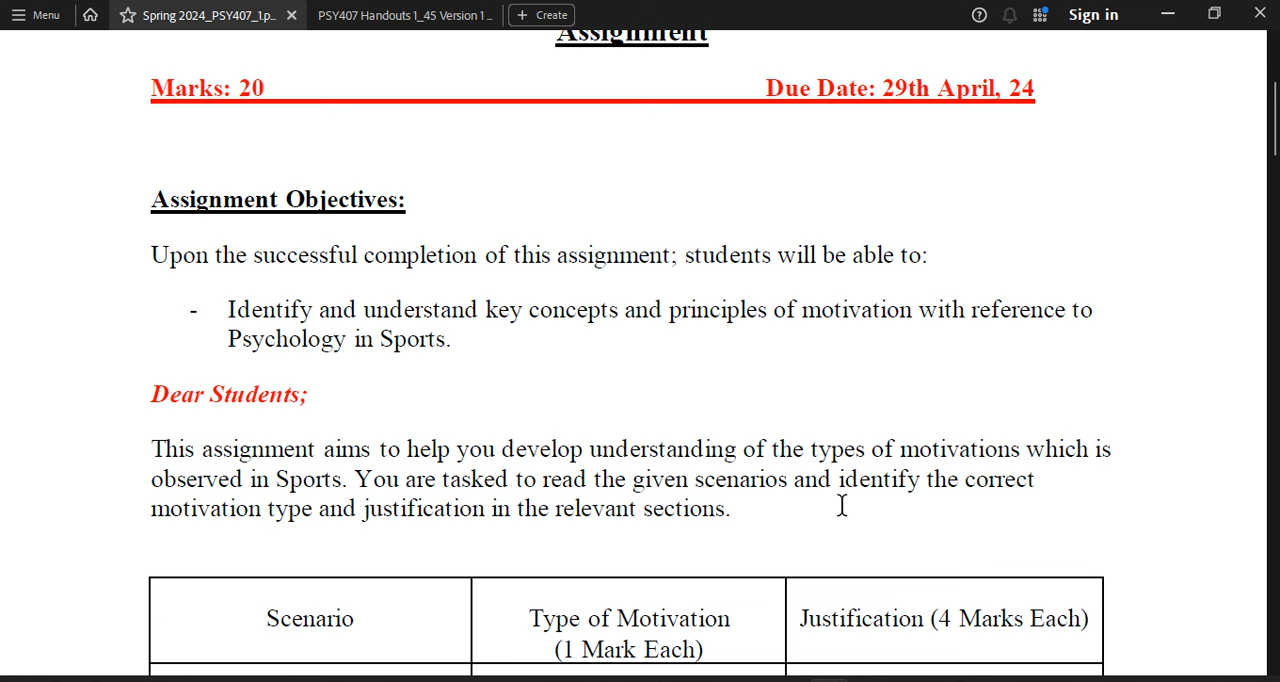 Menu Spring 2024_PSY407_1.p... PSY407 Handouts 1_45 Version 1 ... + Create Sign in
Assignment
Marks: 20 Due Date: 29th April, 24
Assignment Objectives:
Upon the successful completion of this assignment; students will be able to:
- Identify and understand key concepts and principles of motivation with reference to
Psychology in Sports.
Dear Students;
This assignment aims to help you develop understanding of the types of motivations which is
observed in Sports. You are tasked to read the given scenarios and identify the correct
motivation type and justification in the relevant sections.
Scenario Type of Motivation Justification (4 Marks Each)
(1 Mark Each)